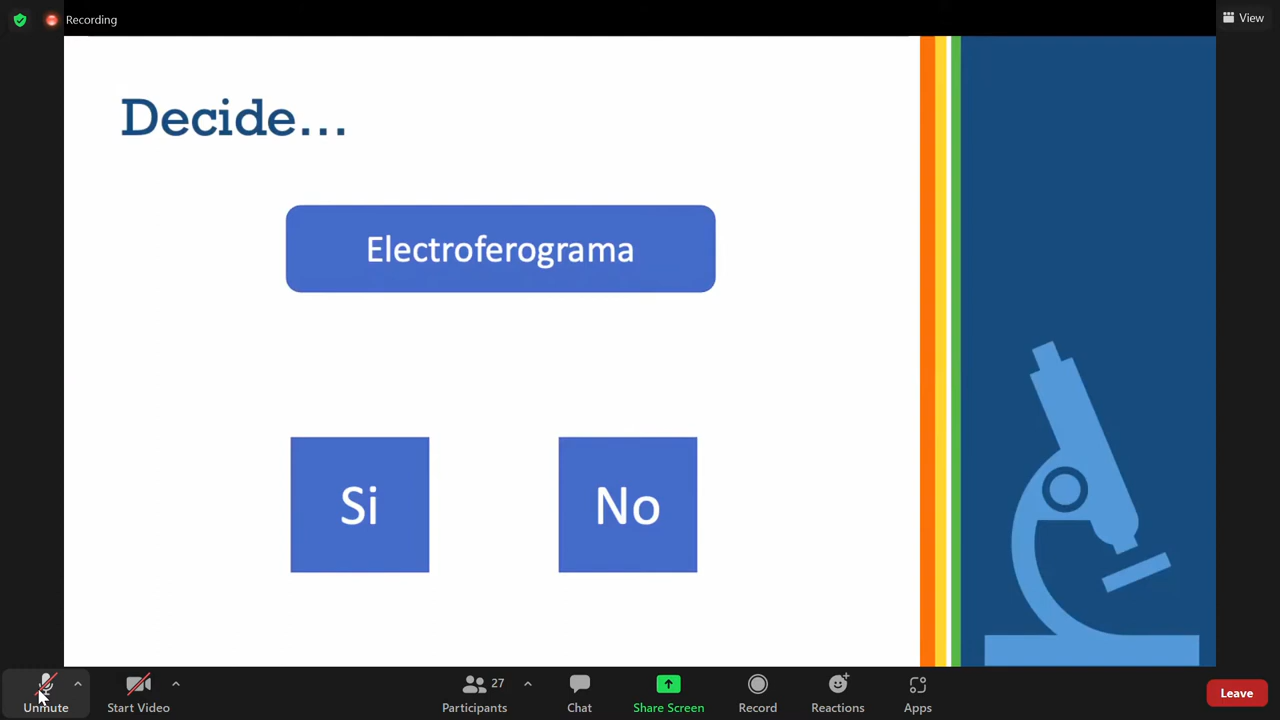 Recording
View
Decide...
Electroferograma
Si
No
27
Unmute
Start Video
Participants
Chat
Share Screen
Record
Reactions
Apps
Leave